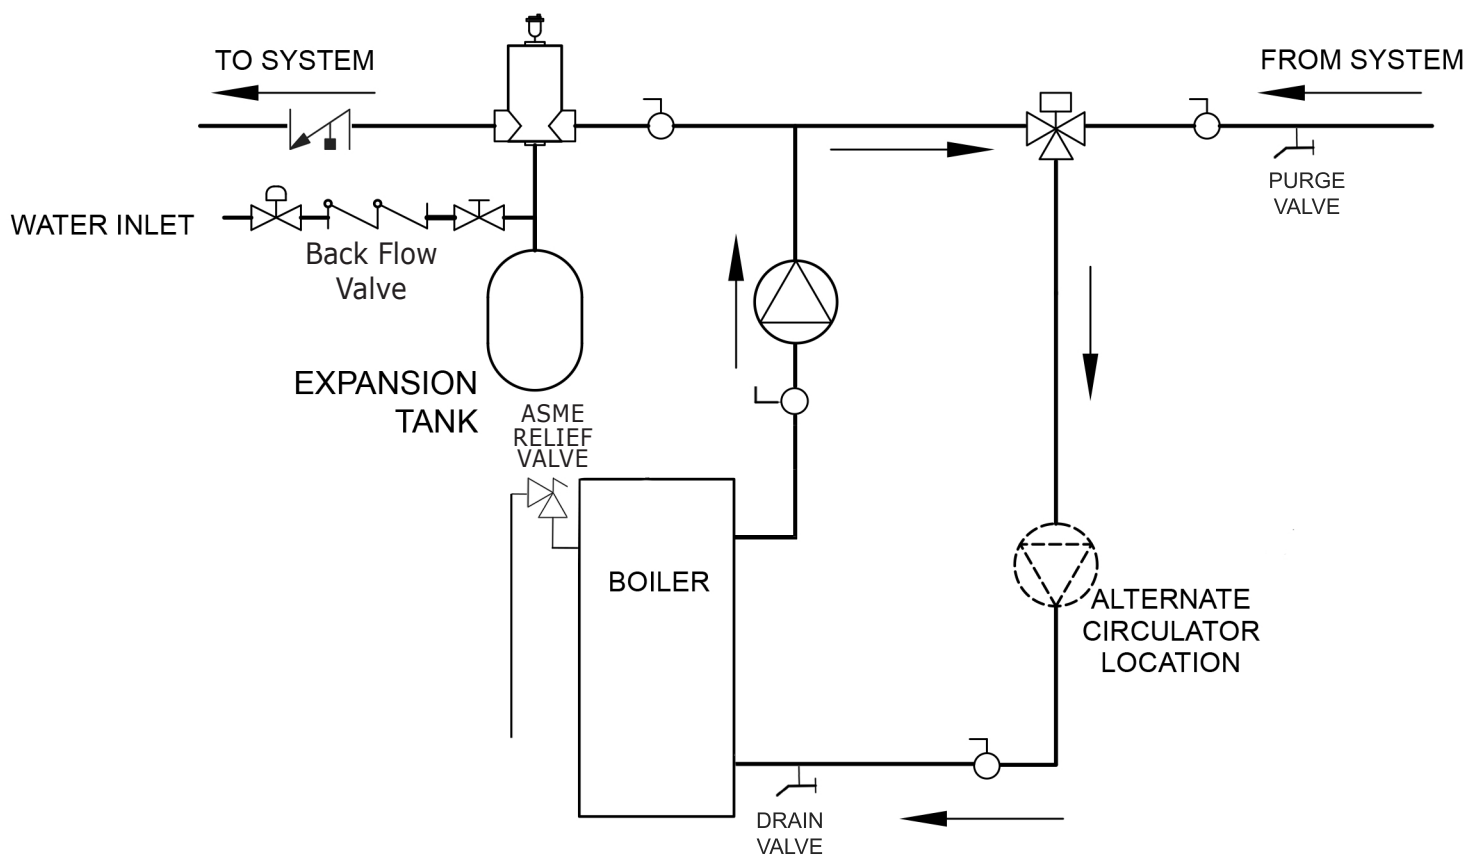 TO SYSTEM
FROM SYSTEM
PURGE
VALVE
WATER INLET
Back Flow
Valve
EXPANSION
TANK
ASME
RELIEF
VALVE
BOILER
ALTERNATE
CIRCULATOR
LOCATION
DRAIN
VALVE